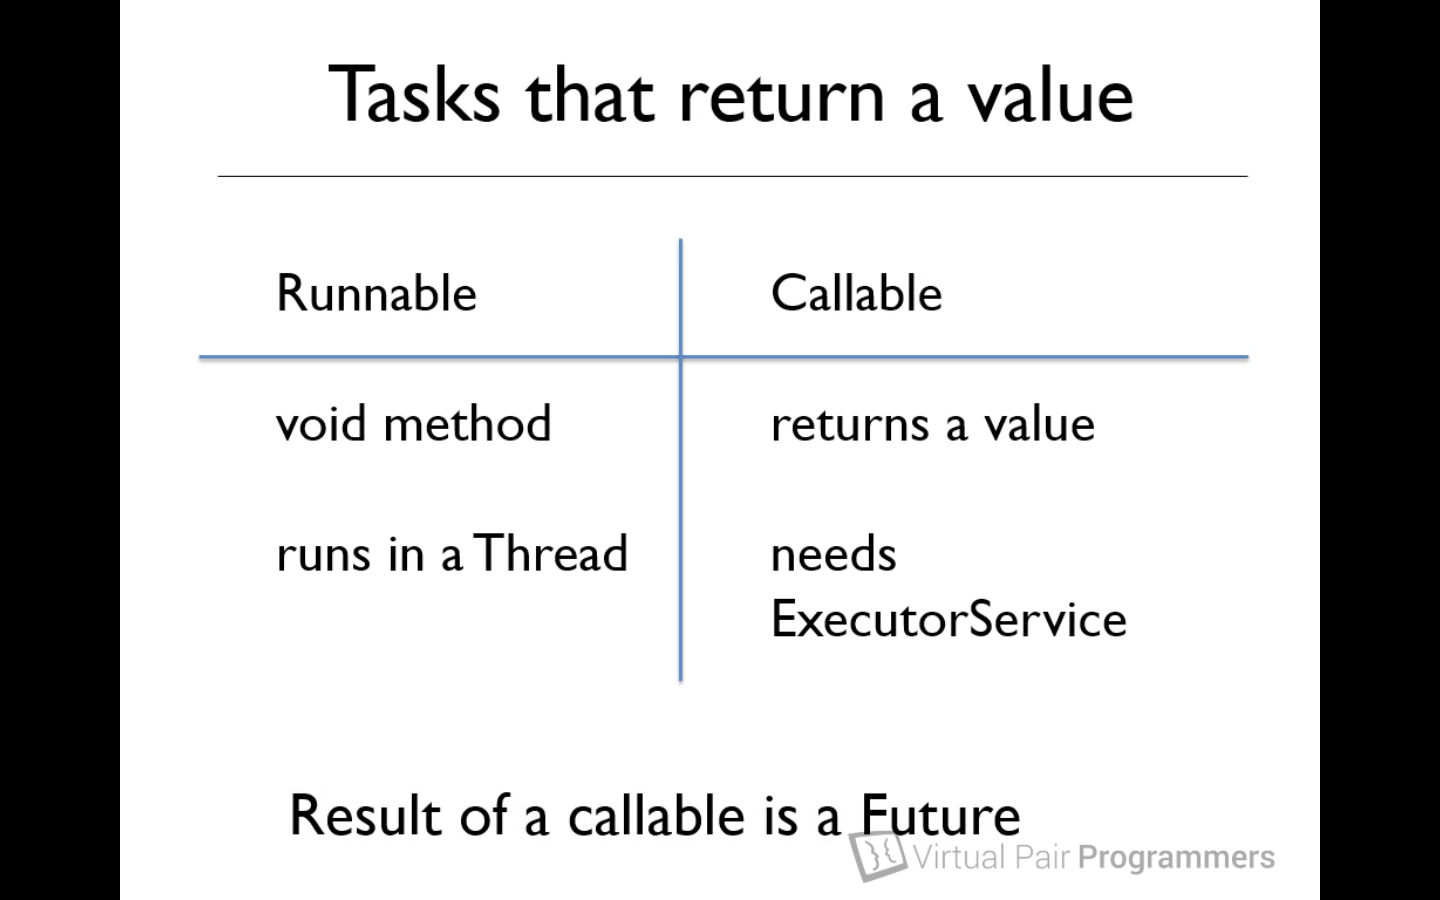 Tasks that return a value
Runnable
Callable
void method
returns a value
runs in a Thread
needs
ExecutorService
Result of a callable is a Future
Virtual Pair Programmers